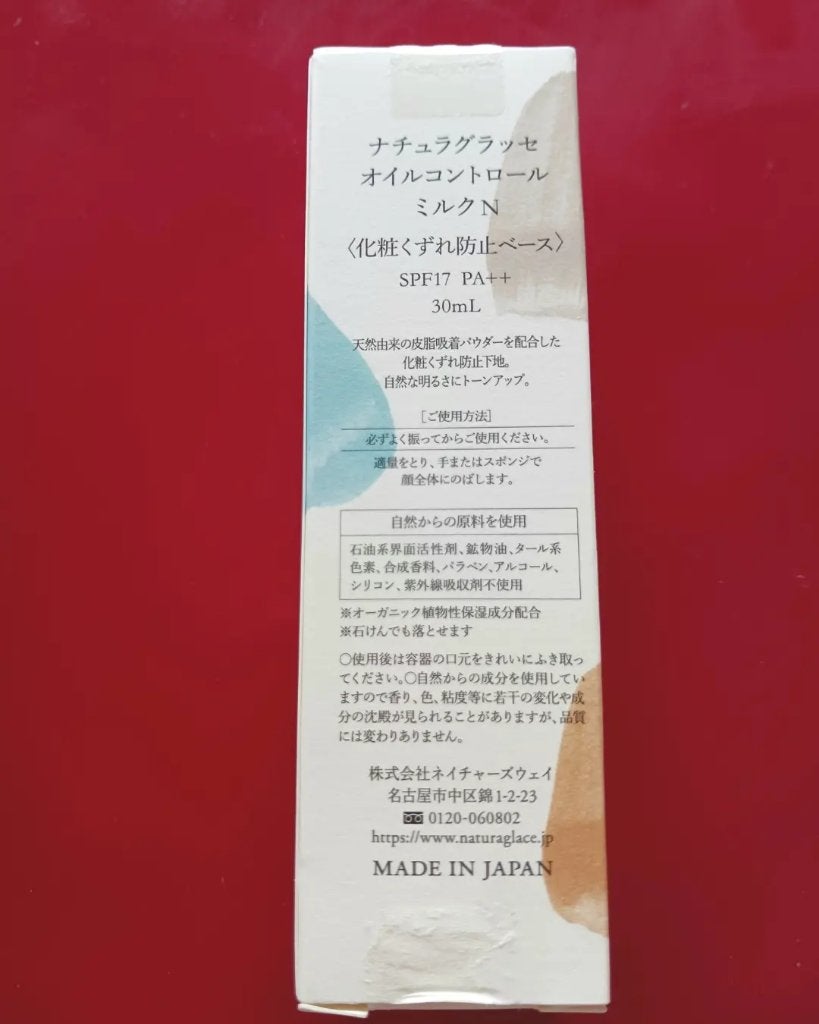 ナチュラグラッセ
オイルコントロール
ミルクN
〈化粧くずれ防止ベース〉
SPF17 PA++
30mL
天然由来の皮脂吸着パウダーを配合した
化粧くずれ防止下地。
自然な明るさにトーンアップ。
[ご使用方法]
必ずよく振ってからご使用ください。
適量をとり、手またはスポンジで
顔全体にのばします。
自然からの原料を使用
石油系界面活性剤、鉱物油、タール系
色素、合成香料、パラベン、アルコール、
シリコン、紫外線吸収剤不使用
※オーガニック植物性保湿成分配合
※石けんでも落とせます
○使用後は容器の口元をきれいにふき取っ
てください。○自然からの成分を使用してい
ますので香り、色、粘度等に若干の変化や成
分の沈殿が見られることがありますが、品質
には変わりありません。
株式会社ネイチャーズウェイ
名古屋市中区錦1-2-23
0120-060802
https://www.naturaglace.jp
MADE IN JAPAN